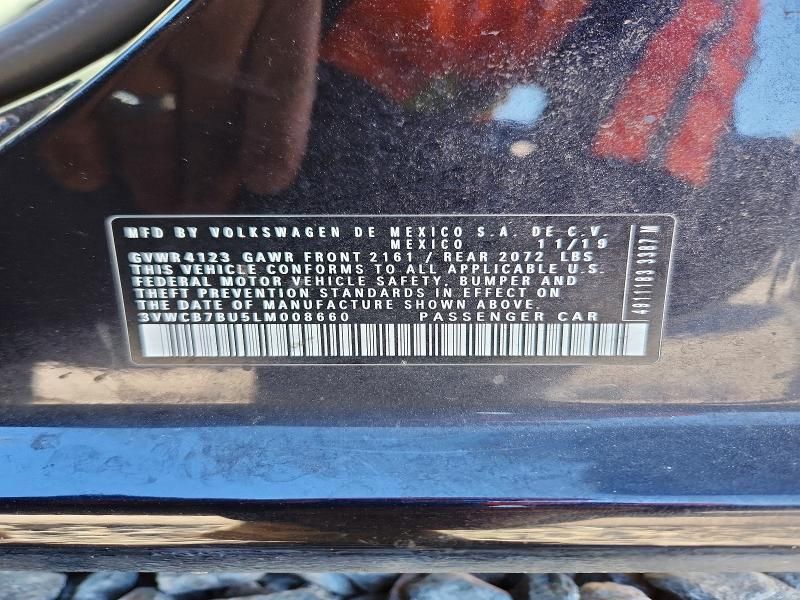 MFD BY VOLKSWAGEN DE MEXICO S.A. DE C.V.
MEXICO 11/19
GVWR 4123 GAWR FRONT 2161 / REAR 2072 LBS
THIS VEHICLE CONFORMS TO ALL APPLICABLE U.S.
FEDERAL MOTOR VEHICLE SAFETY, BUMPER AND
THEFT PREVENTION STANDARDS IN EFFECT ON
THE DATE OF MANUFACTURE SHOWN ABOVE.
3VWCB7BU5LM008660 PASSENGER CAR
4911183 3367 M